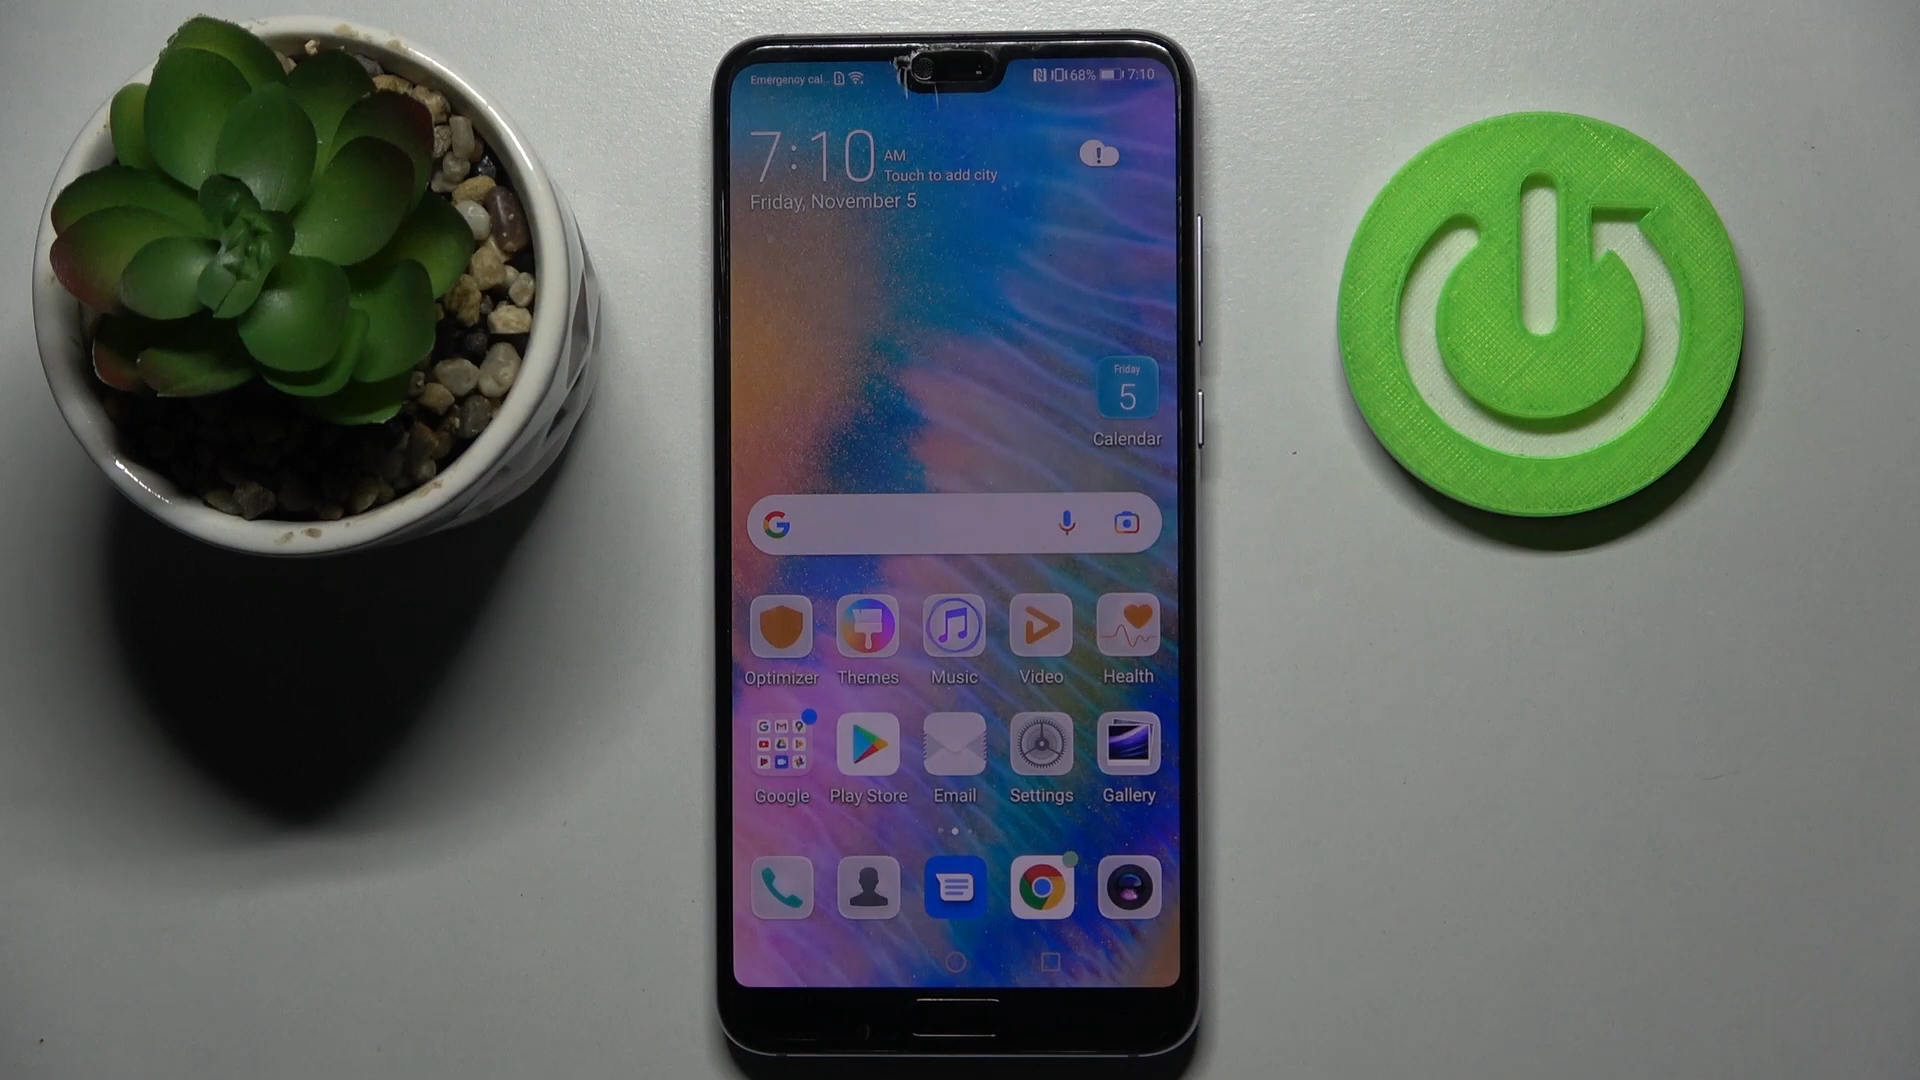 Emergency cal..
68% 7:10
7:10 AM
Touch to add city
Friday, November 5
Friday
5
Calendar
Optimizer Themes Music Video Health
Google Play Store Email Settings Gallery